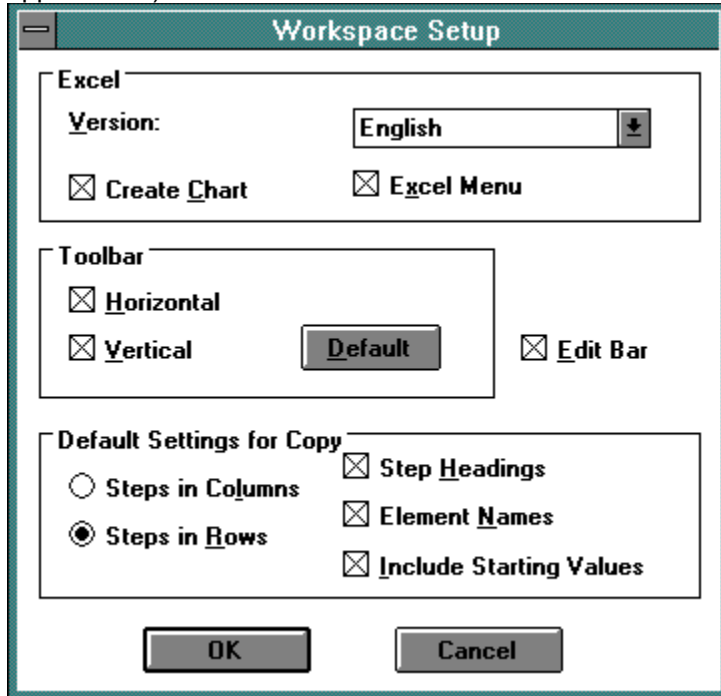 Workspace Setup
Excel
Version:
English
Create Chart
Excel Menu
Toolbar
Horizontal
Vertical
Default
Edit Bar
Default Settings for Copy
Steps in Columns
Steps in Rows
Step Headings
Element Names
Include Starting Values
OK
Cancel